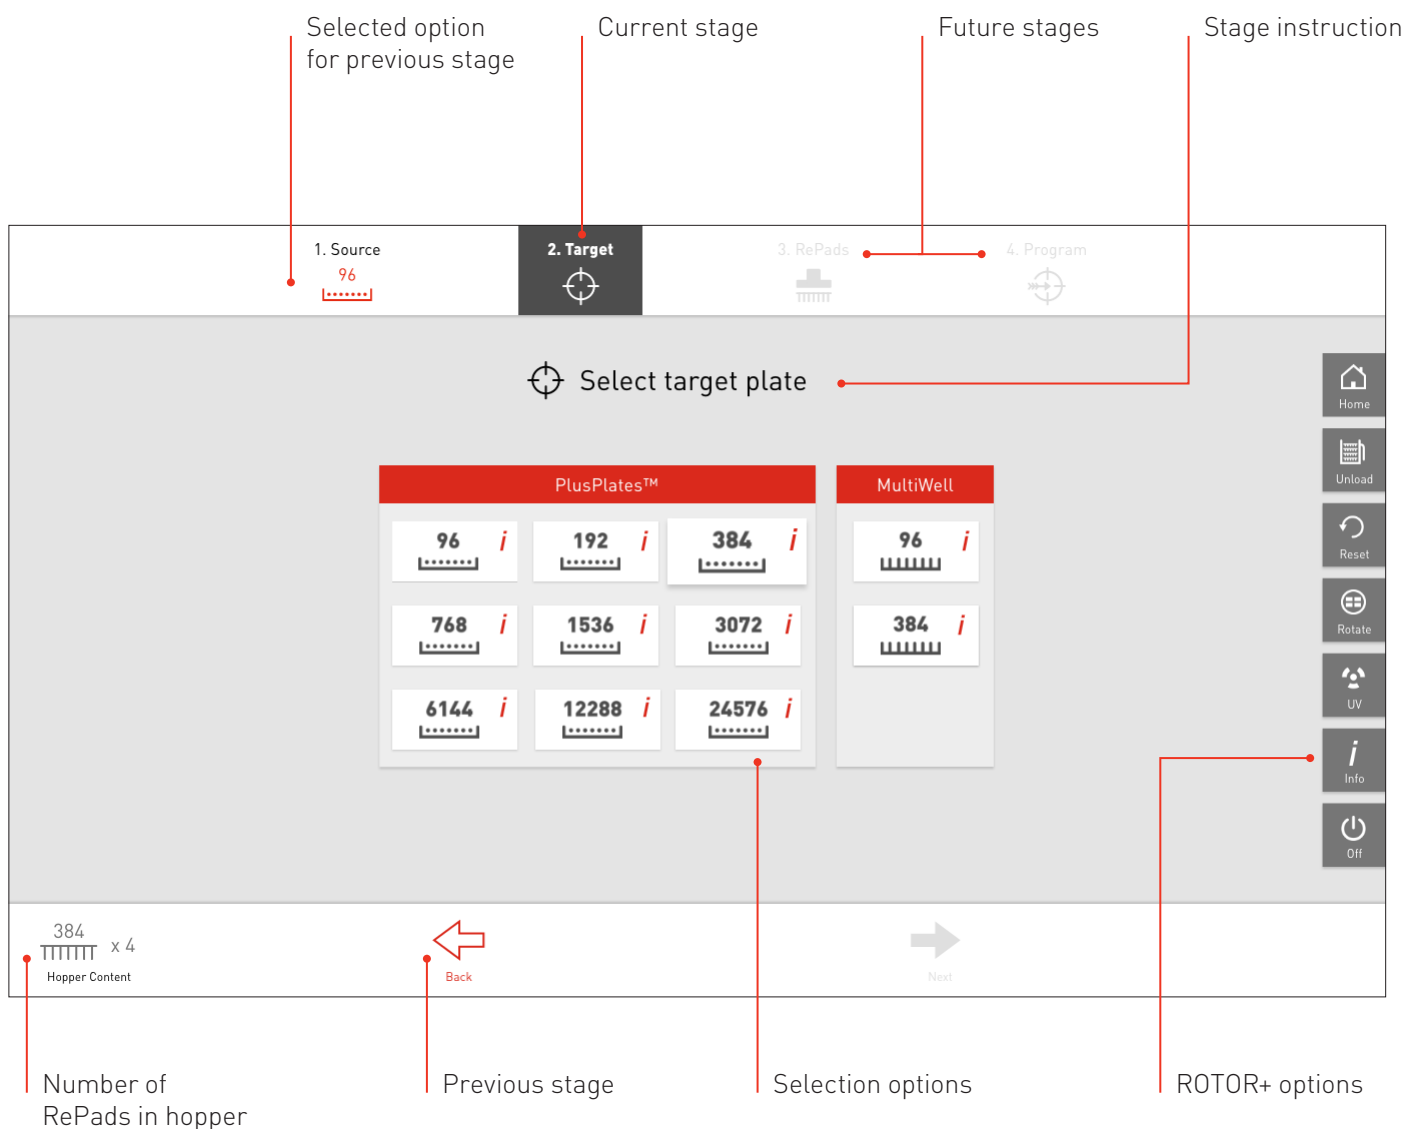 Selected option
for previous stage
Current stage
Future stages
Stage instruction
1. Source
96
2. Target
3. RePads
4. Program
Select target plate
Home
Unload
Reset
Rotate
UV
i
Info
Off
PlusPlates™
MultiWell
96 i
192 i
384 i
96 i
768 i
1536 i
3072 i
384 i
6144 i
12288 i
24576 i
384
x 4
Hopper Content
Back
Next
Number of
RePads in hopper
Previous stage
Selection options
ROTOR+ options